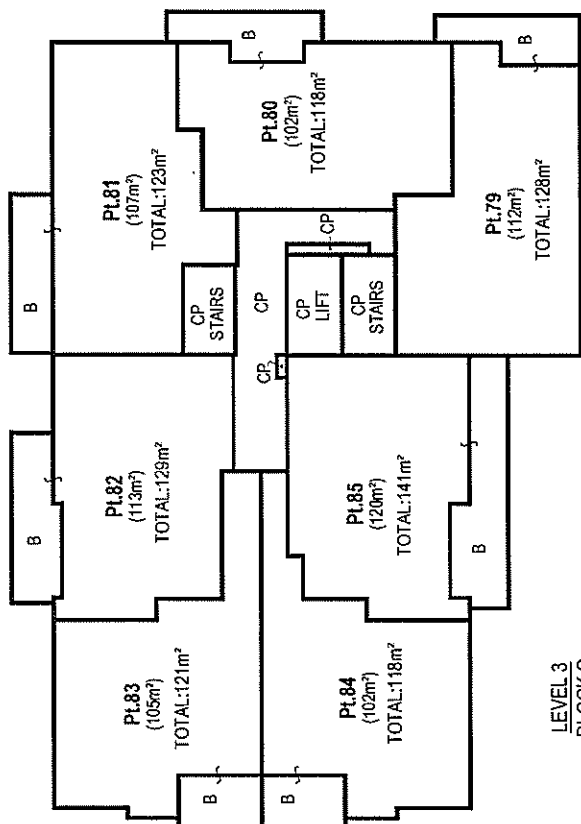 B
B
Pt.81
(107m²)
TOTAL:123m²
Pt.80
(102m²)
TOTAL:118m²
B
Pt.79
(112m²)
TOTAL:128m²
CP
STAIRS
CP
CP
CP
LIFT
CP
STAIRS
CP
B
Pt.82
(113m²)
TOTAL:129m²
Pt.85
(120m²)
TOTAL:141m²
B
Pt.83
(105m²)
TOTAL:121m²
B
Pt.84
(102m²)
TOTAL:118m²
B
LEVEL 3